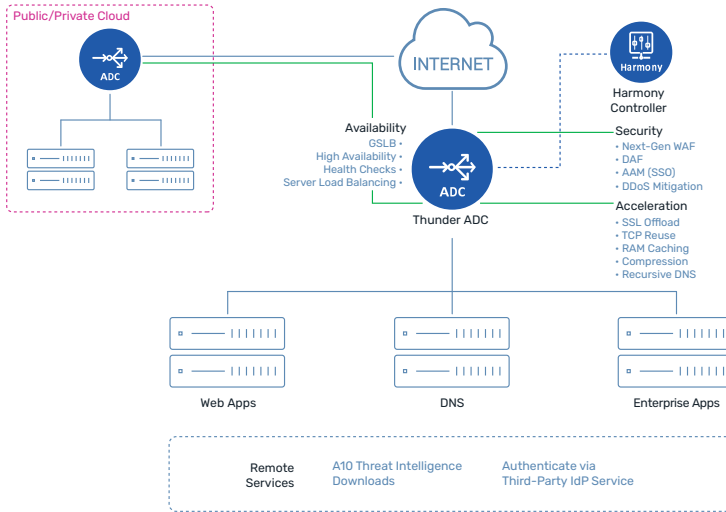 Public/Private Cloud
ADC
INTERNET
Harmony
Harmony
Controller
Availability
GSLB •
High Availability •
Health Checks •
Server Load Balancing •
ADC
Thunder ADC
Security
• Next-Gen WAF
• DAF
• AAM (SSO)
• DDoS Mitigation
Acceleration
• SSL Offload
• TCP Reuse
• RAM Caching
• Compression
• Recursive DNS
Web Apps
DNS
Enterprise Apps
Remote
Services
A10 Threat Intelligence
Downloads
Authenticate via
Third-Party IdP Service